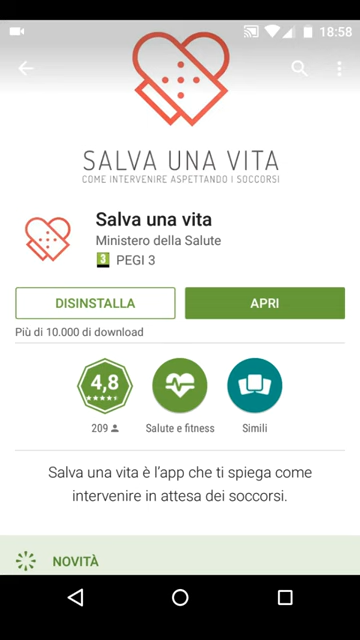 18:58
SALVA UNA VITA
COME INTERVENIRE ASPETTANDO I SOCCORSI
Salva una vita
Ministero della Salute
3 PEGI 3
DISINSTALLA APRI
Più di 10.000 di download
4,8
209 Salute e fitness Simili
Salva una vita è l'app che ti spiega come
intervenire in attesa dei soccorsi.
NOVITÀ